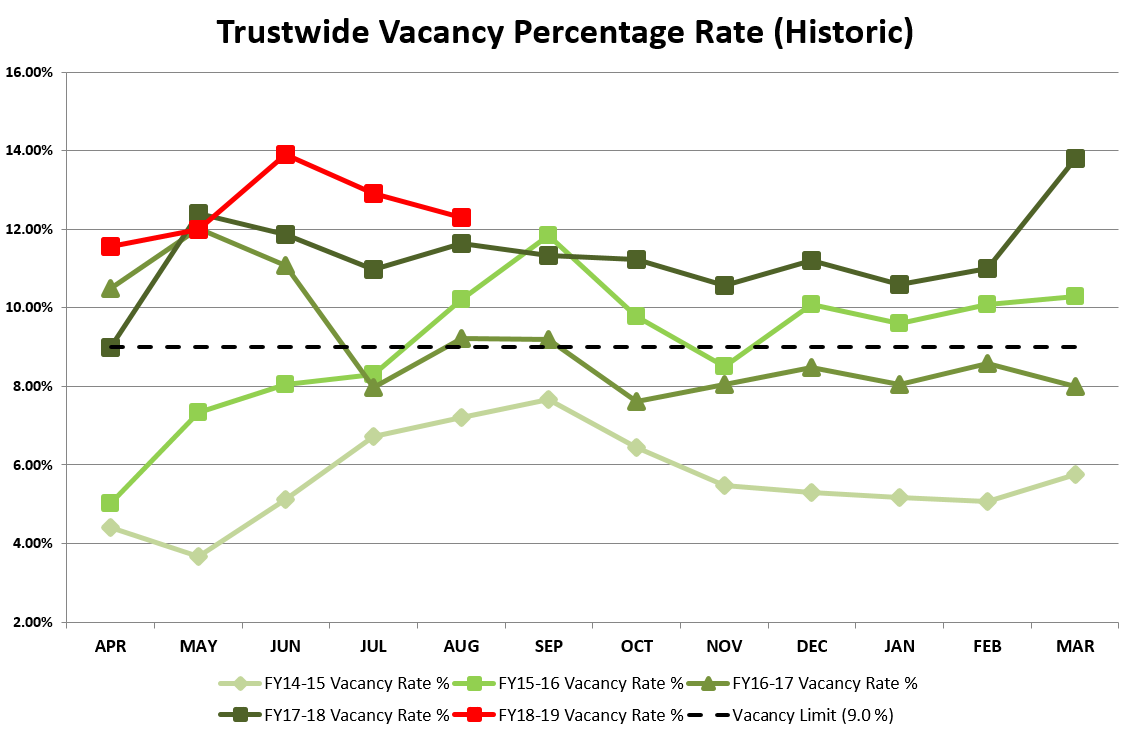 Trustwide Vacancy Percentage Rate (Historic)
16.00%
14.00%
12.00%
10.00%
8.00%
6.00%
4.00%
2.00%
APR MAY JUN JUL AUG SEP OCT NOV DEC JAN FEB MAR
FY14-15 Vacancy Rate % FY15-16 Vacancy Rate % FY16-17 Vacancy Rate %
FY17-18 Vacancy Rate % FY18-19 Vacancy Rate % Vacancy Limit (9.0 %)